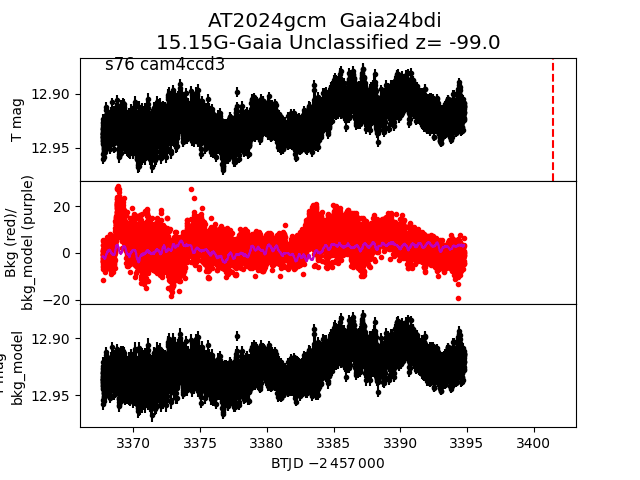 AT2024gcm Gaia24bdi
15.15G-Gaia Unclassified z= -99.0
s76 cam4ccd3
T mag
12.90
12.95
Bkg (red)/
bkg_model (purple)
20
0
−20
mag
bkg_model
12.90
12.95
3370 3375 3380 3385 3390 3395 3400
BTJD −2 457 000